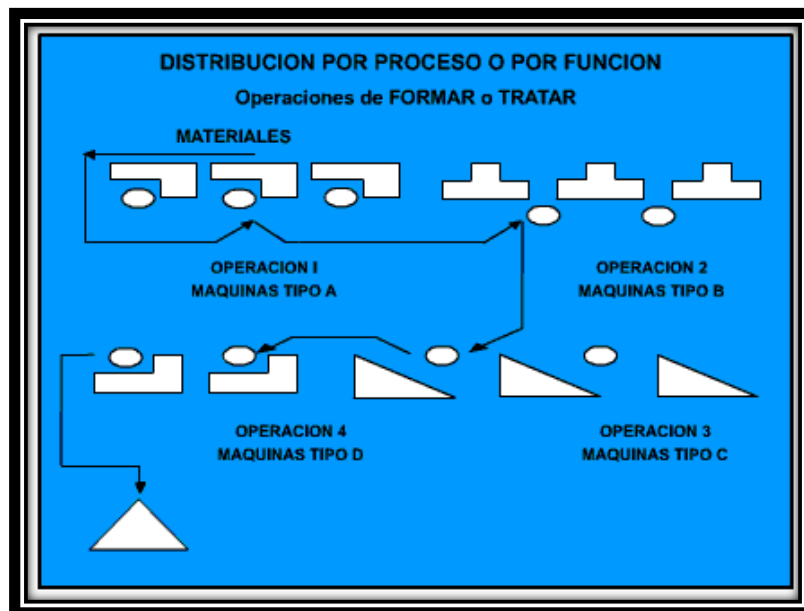 DISTRIBUCION POR PROCESO O POR FUNCION
Operaciones de FORMAR o TRATAR
MATERIALES
OPERACION I
MAQUINAS TIPO A
OPERACION 2
MAQUINAS TIPO B
OPERACION 4
MAQUINAS TIPO D
OPERACION 3
MAQUINAS TIPO C